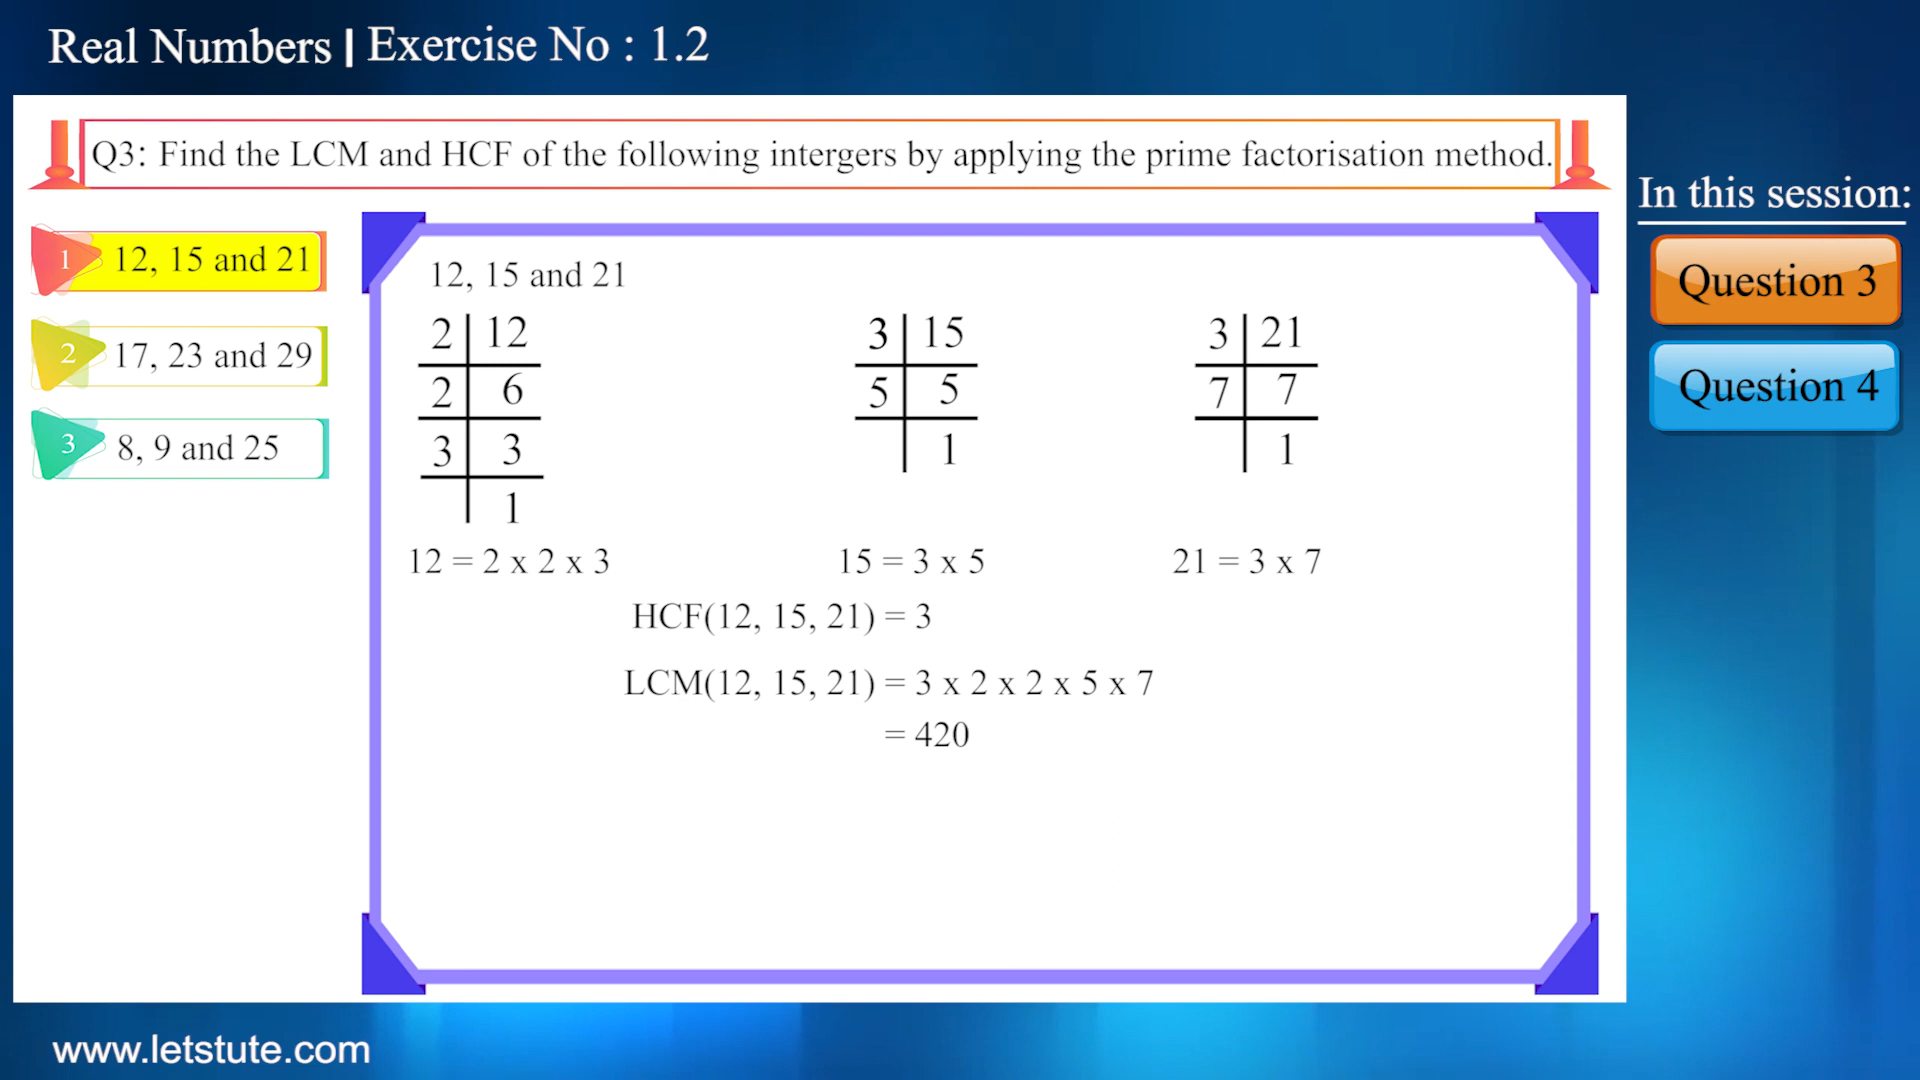 Real Numbers | Exercise No : 1.2
Q3: Find the LCM and HCF of the following intergers by applying the prime factorisation method.
In this session:
Question 3
Question 4
1 12, 15 and 21
2 17, 23 and 29
3 8, 9 and 25
12, 15 and 21
2 12
2 6
3 3
1
3 15
5 5
1
3 21
7 7
1
12 = 2 x 2 x 3
15 = 3 x 5
21 = 3 x 7
HCF(12, 15, 21) = 3
LCM(12, 15, 21) = 3 x 2 x 2 x 5 x 7
= 420
www.letstute.com